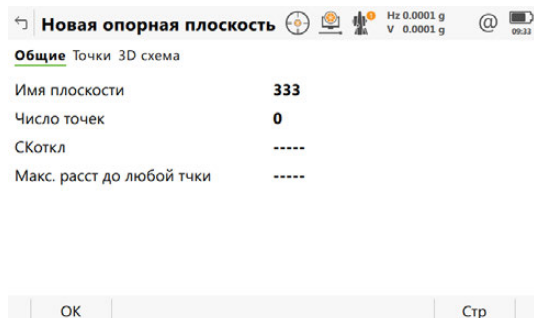 Новая опорная плоскость Hz 0.0001 g
V 0.0001 g
@ 09:33
Общие Точки 3D схема
Имя плоскости 333
Число точек 0
СКоткл -----
Макс. расст до любой тчки -----
OK Стр